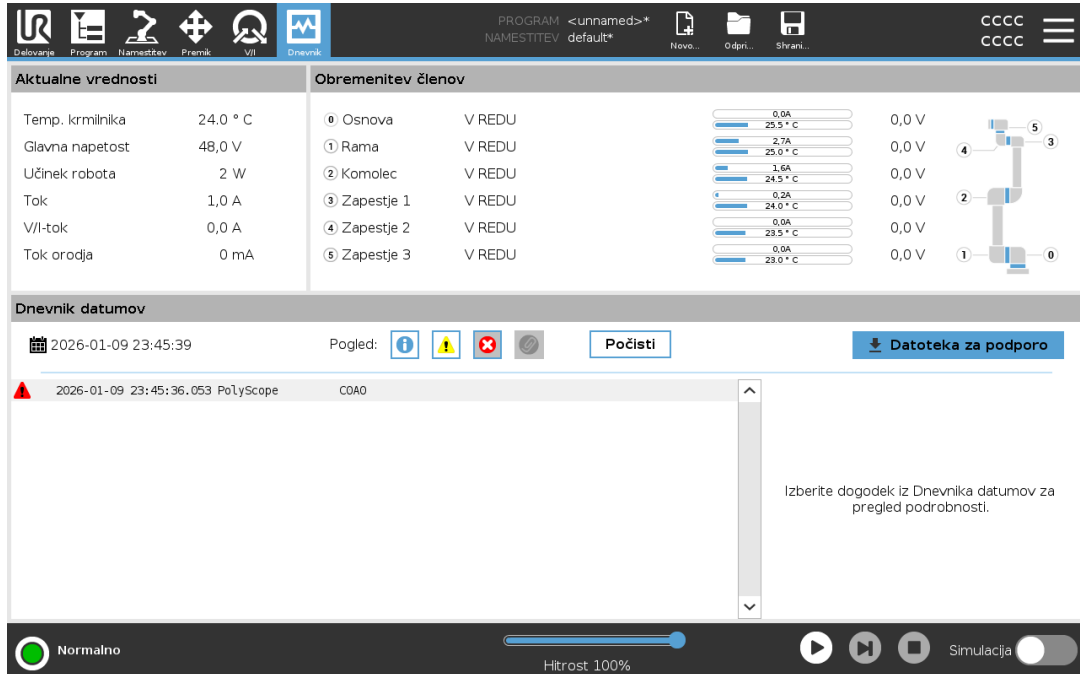 PROGRAM <unnamed>*
NAMESTITEV default*
CCCC
CCCC
Delovanje Program Namestitev Premik V/I Dnevnik Novo... Odpri... Shrani...
Aktualne vrednosti
Temp. krmilnika 24.0 ° C
Glavna napetost 48,0 V
Učinek robota 2 W
Tok 1,0 A
V/I-tok 0,0 A
Tok orodja 0 mA
Obremenitev členov
0 Osnova V REDU 0,0A 25.5 ° C 0,0 V
1 Rama V REDU 2,7A 25.0 ° C 0,0 V
2 Komolec V REDU 1,6A 24.5 ° C 0,0 V
3 Zapestje 1 V REDU 0,2A 24.0 ° C 0,0 V
4 Zapestje 2 V REDU 0,0A 23.5 ° C 0,0 V
5 Zapestje 3 V REDU 0,0A 23.0 ° C 0,0 V
5
4 3
2
1 0
Dnevnik datumov
2026-01-09 23:45:39 Pogled: Počisti Datoteka za podporo
2026-01-09 23:45:36.053 PolyScope C0A0
Izberite dogodek iz Dnevnika datumov za
pregled podrobnosti.
Normalno
Hitrost 100%
Simulacija